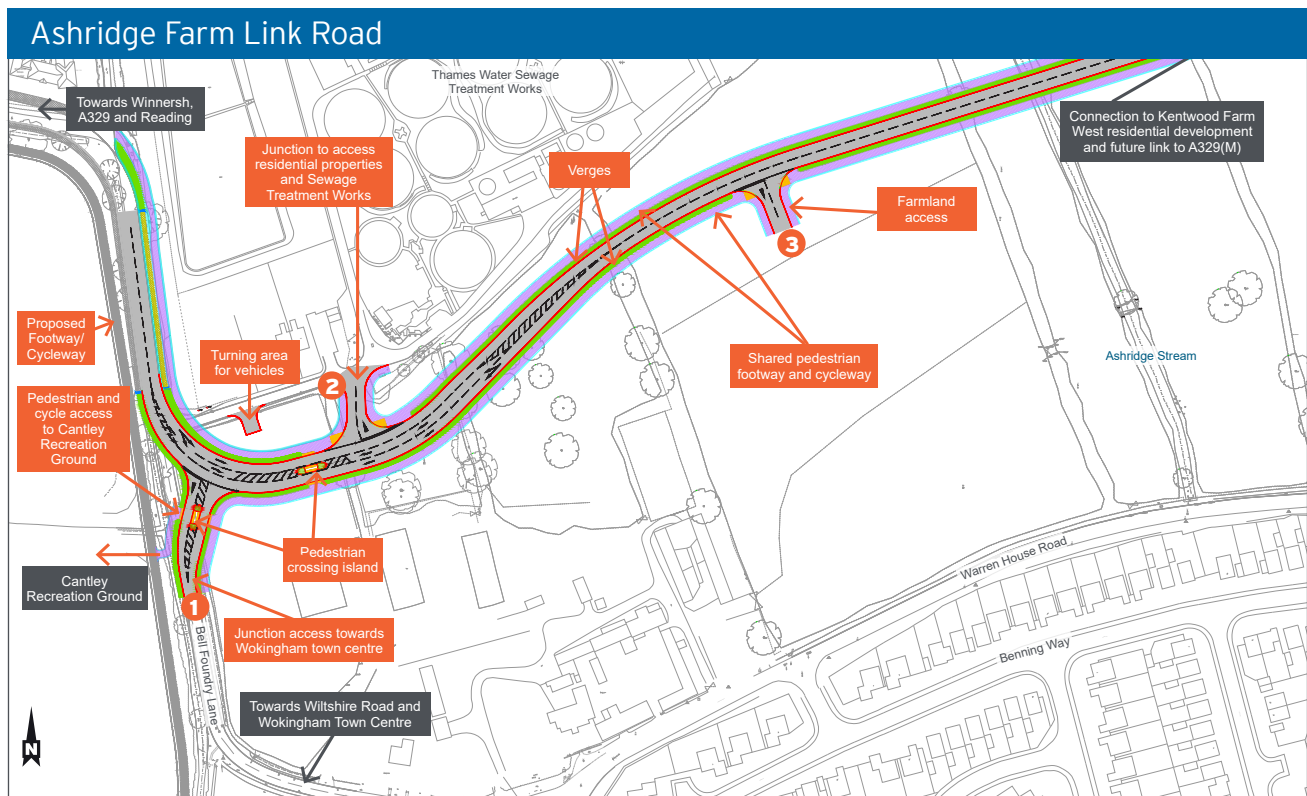 Ashridge Farm Link Road
Thames Water Sewage
Treatment Works
Towards Winnersh,
A329 and Reading
Connection to Kentwood Farm
West residential development
and future link to A329(M)
Junction to access
residential properties
and Sewage
Treatment Works
Verges
Farmland
access
3
Proposed
Footway/
Cycleway
Turning area
for vehicles
Shared pedestrian
footway and cycleway
Ashridge Stream
2
Pedestrian and
cycle access
to Cantley
Recreation
Ground
Pedestrian
crossing island
Cantley
Recreation Ground
1
Junction access towards
Wokingham town centre
Bell Foundry Lane
Warren House Road
Benning Way
Towards Wiltshire Road and
Wokingham Town Centre
N